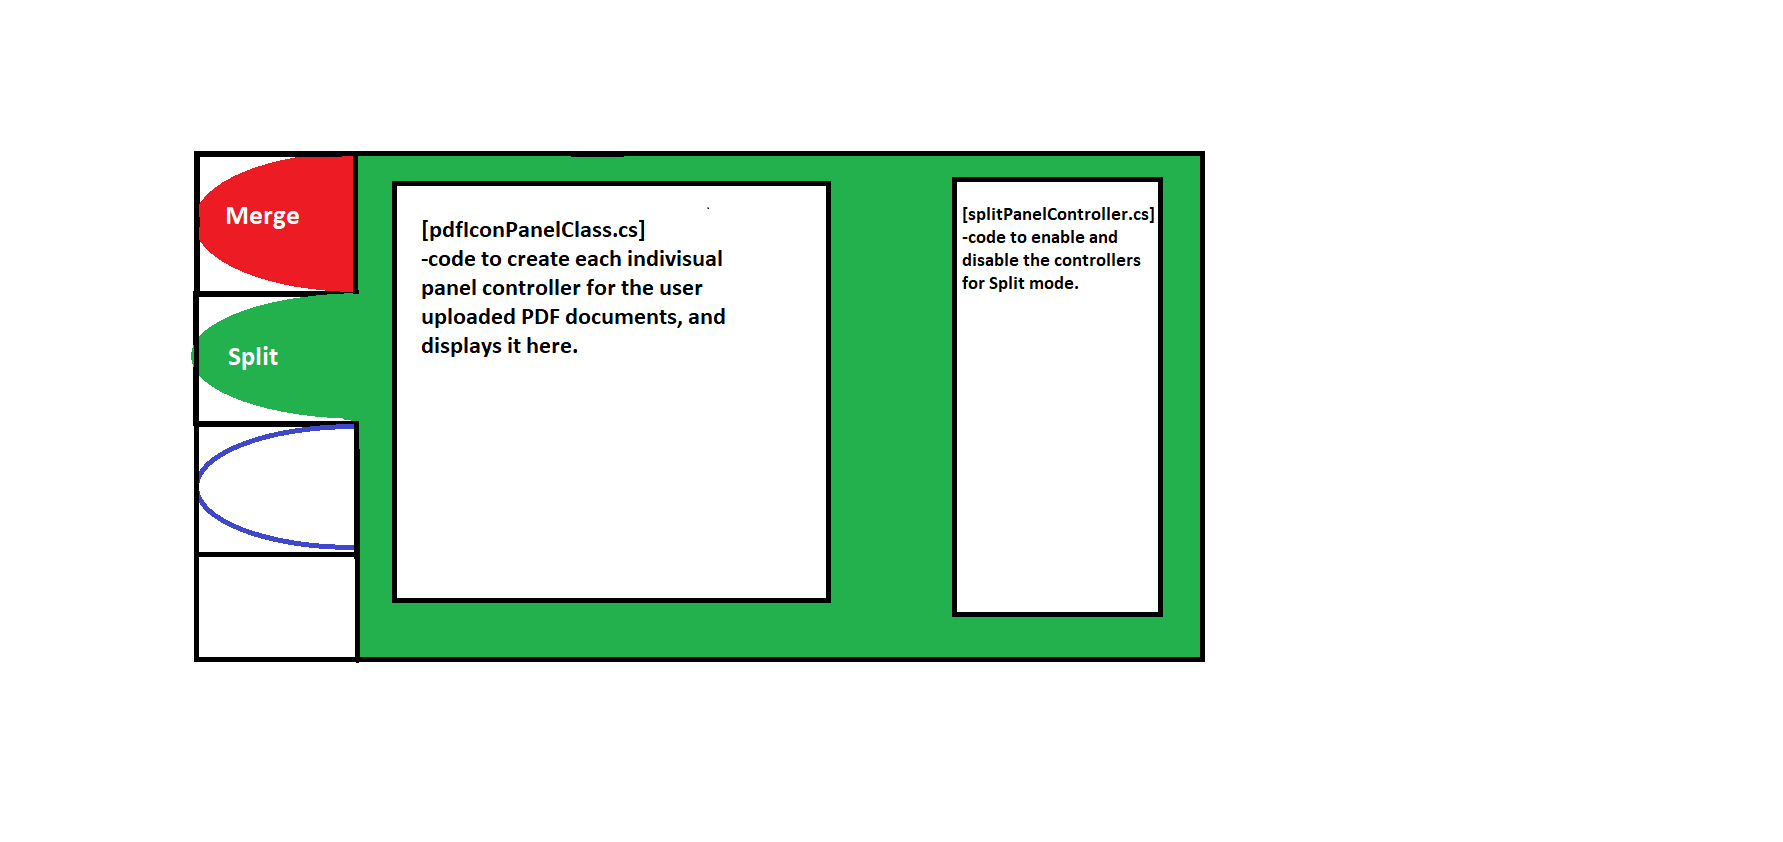 Merge
Split
[pdfIconPanelClass.cs]
-code to create each indivisual
panel controller for the user
uploaded PDF documents, and
displays it here.
[splitPanelController.cs]
-code to enable and
disable the controllers
for Split mode.